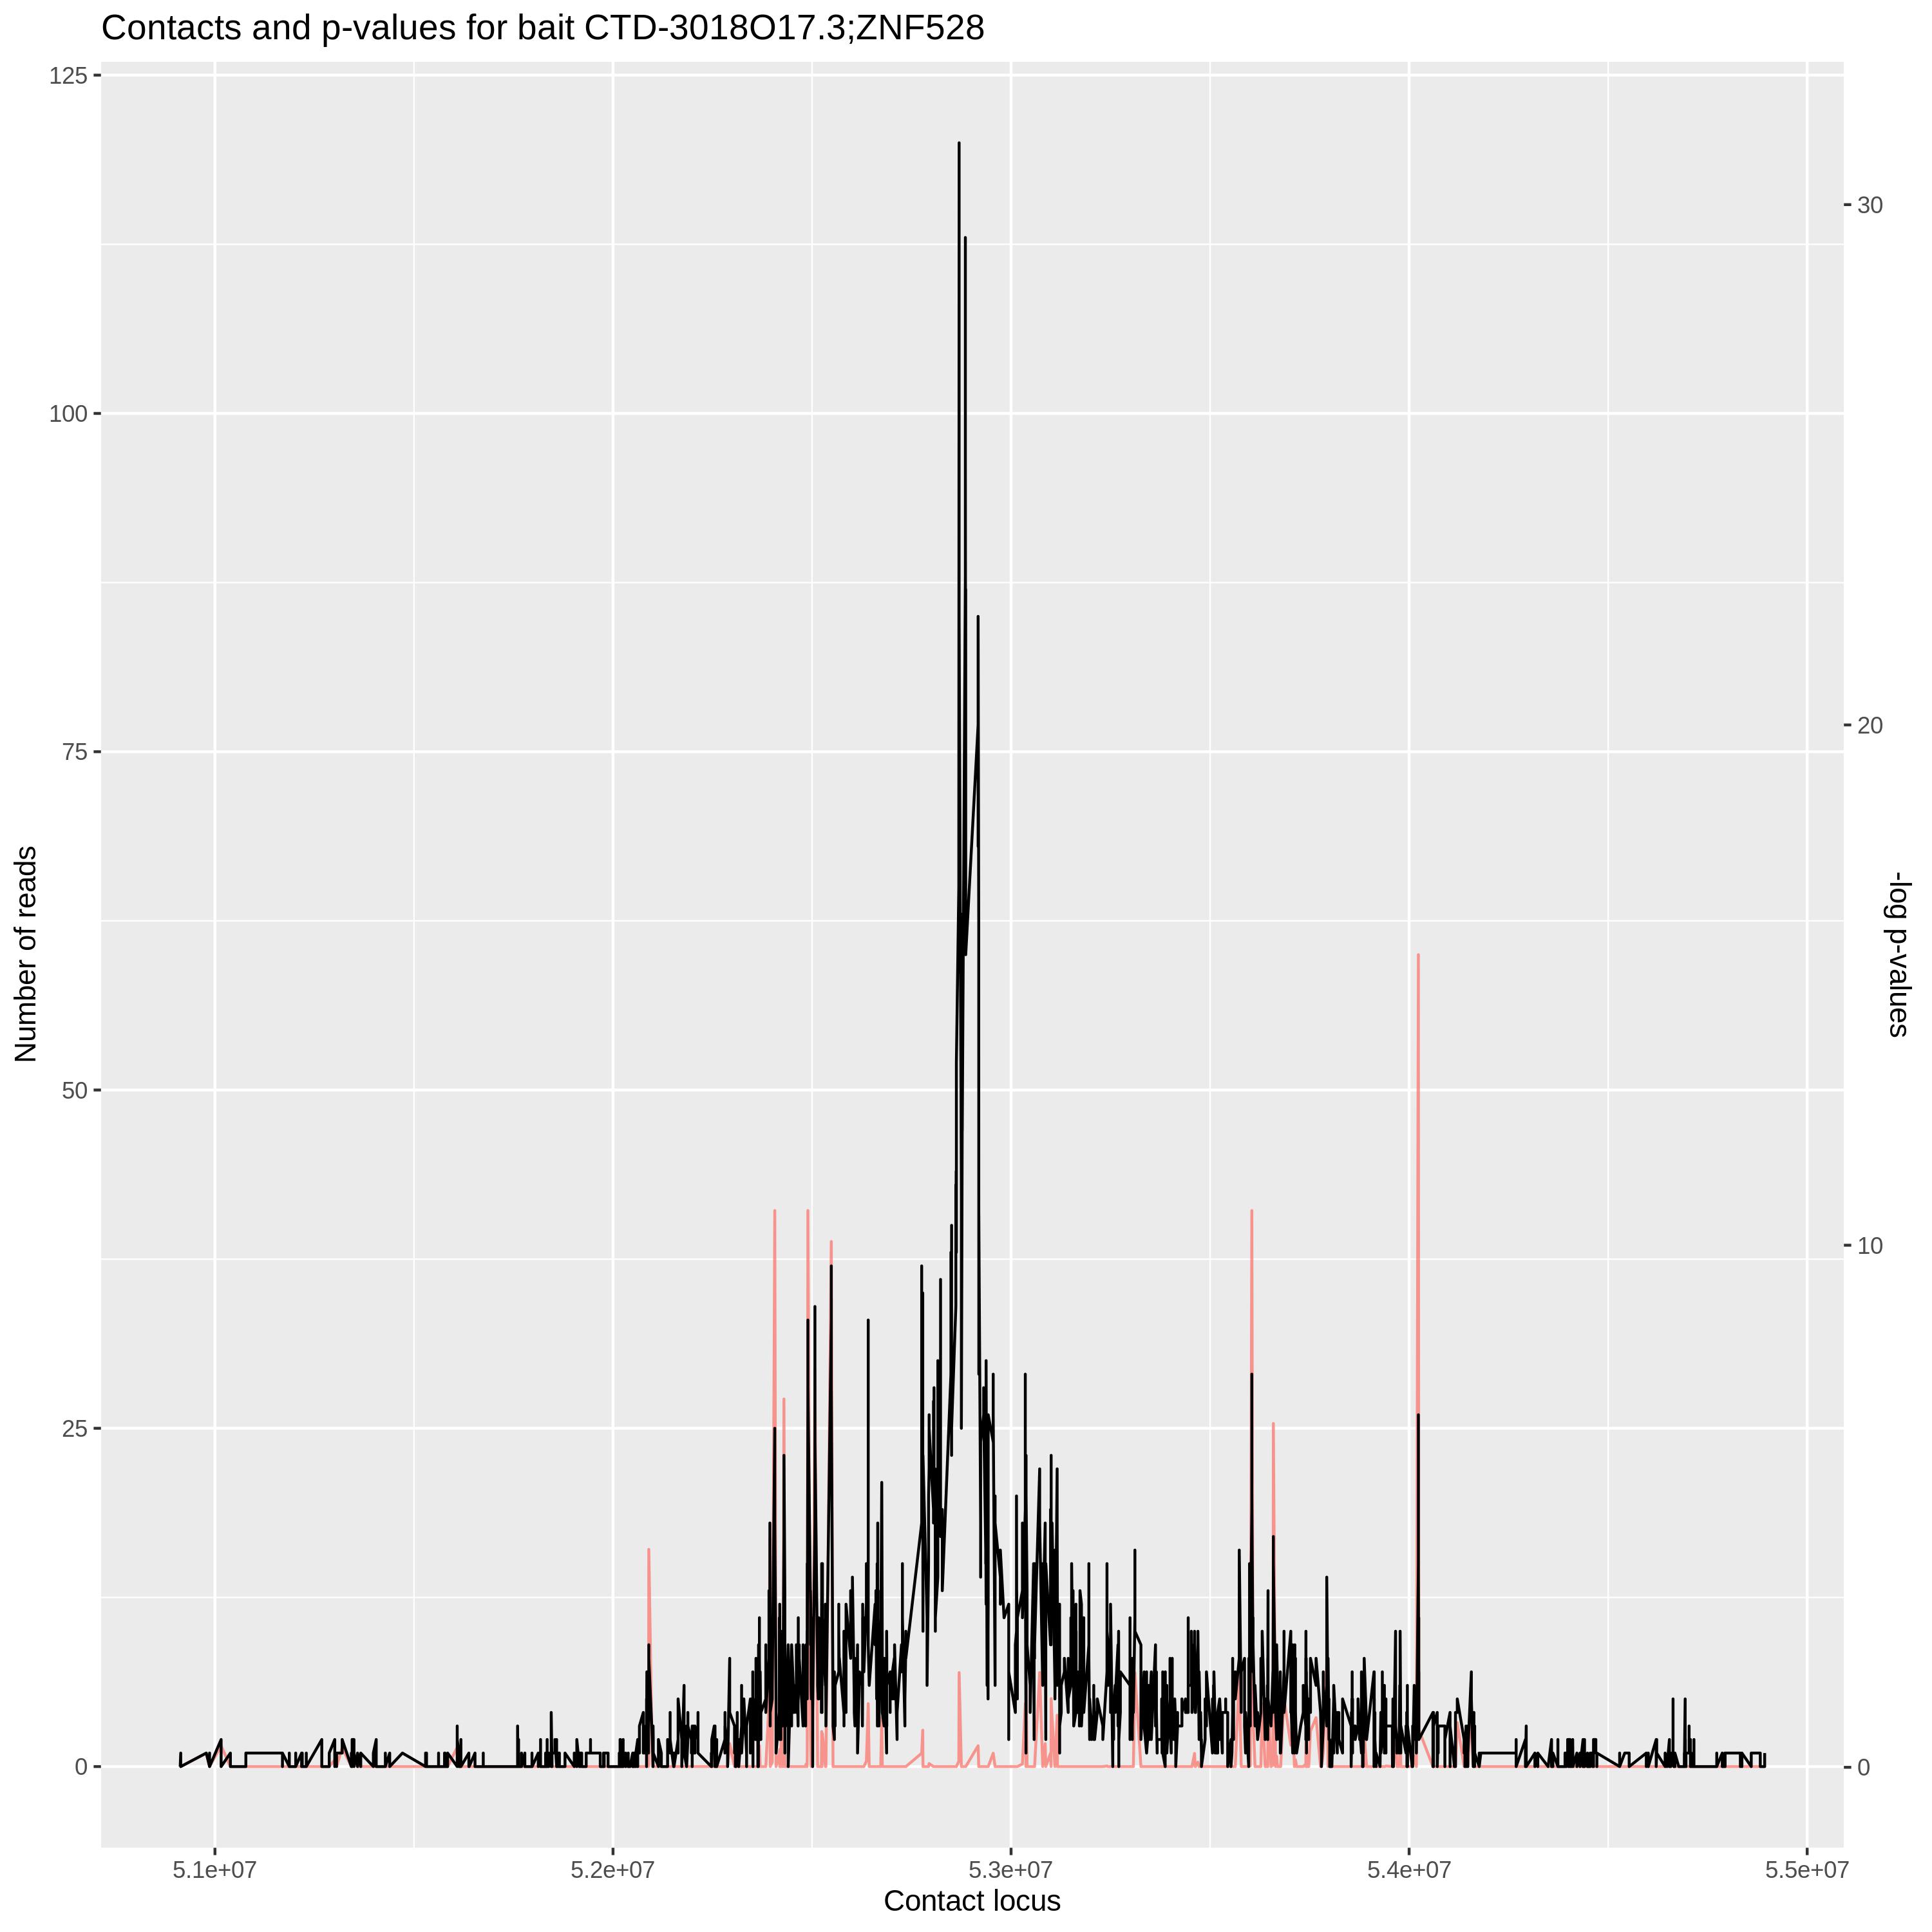 Contacts and p-values for bait CTD-3018O17.3;ZNF528
125
100
75
50
25
0
Number of reads
30
20
10
0
-log p-values
5.1e+07
5.2e+07
5.3e+07
5.4e+07
5.5e+07
Contact locus